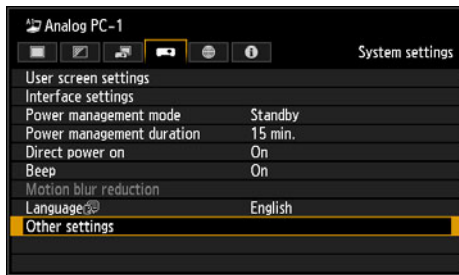 Analog PC-1
System settings
User screen settings
Interface settings
Power management mode Standby
Power management duration 15 min.
Direct power on On
Beep On
Motion blur reduction
Language English
Other settings